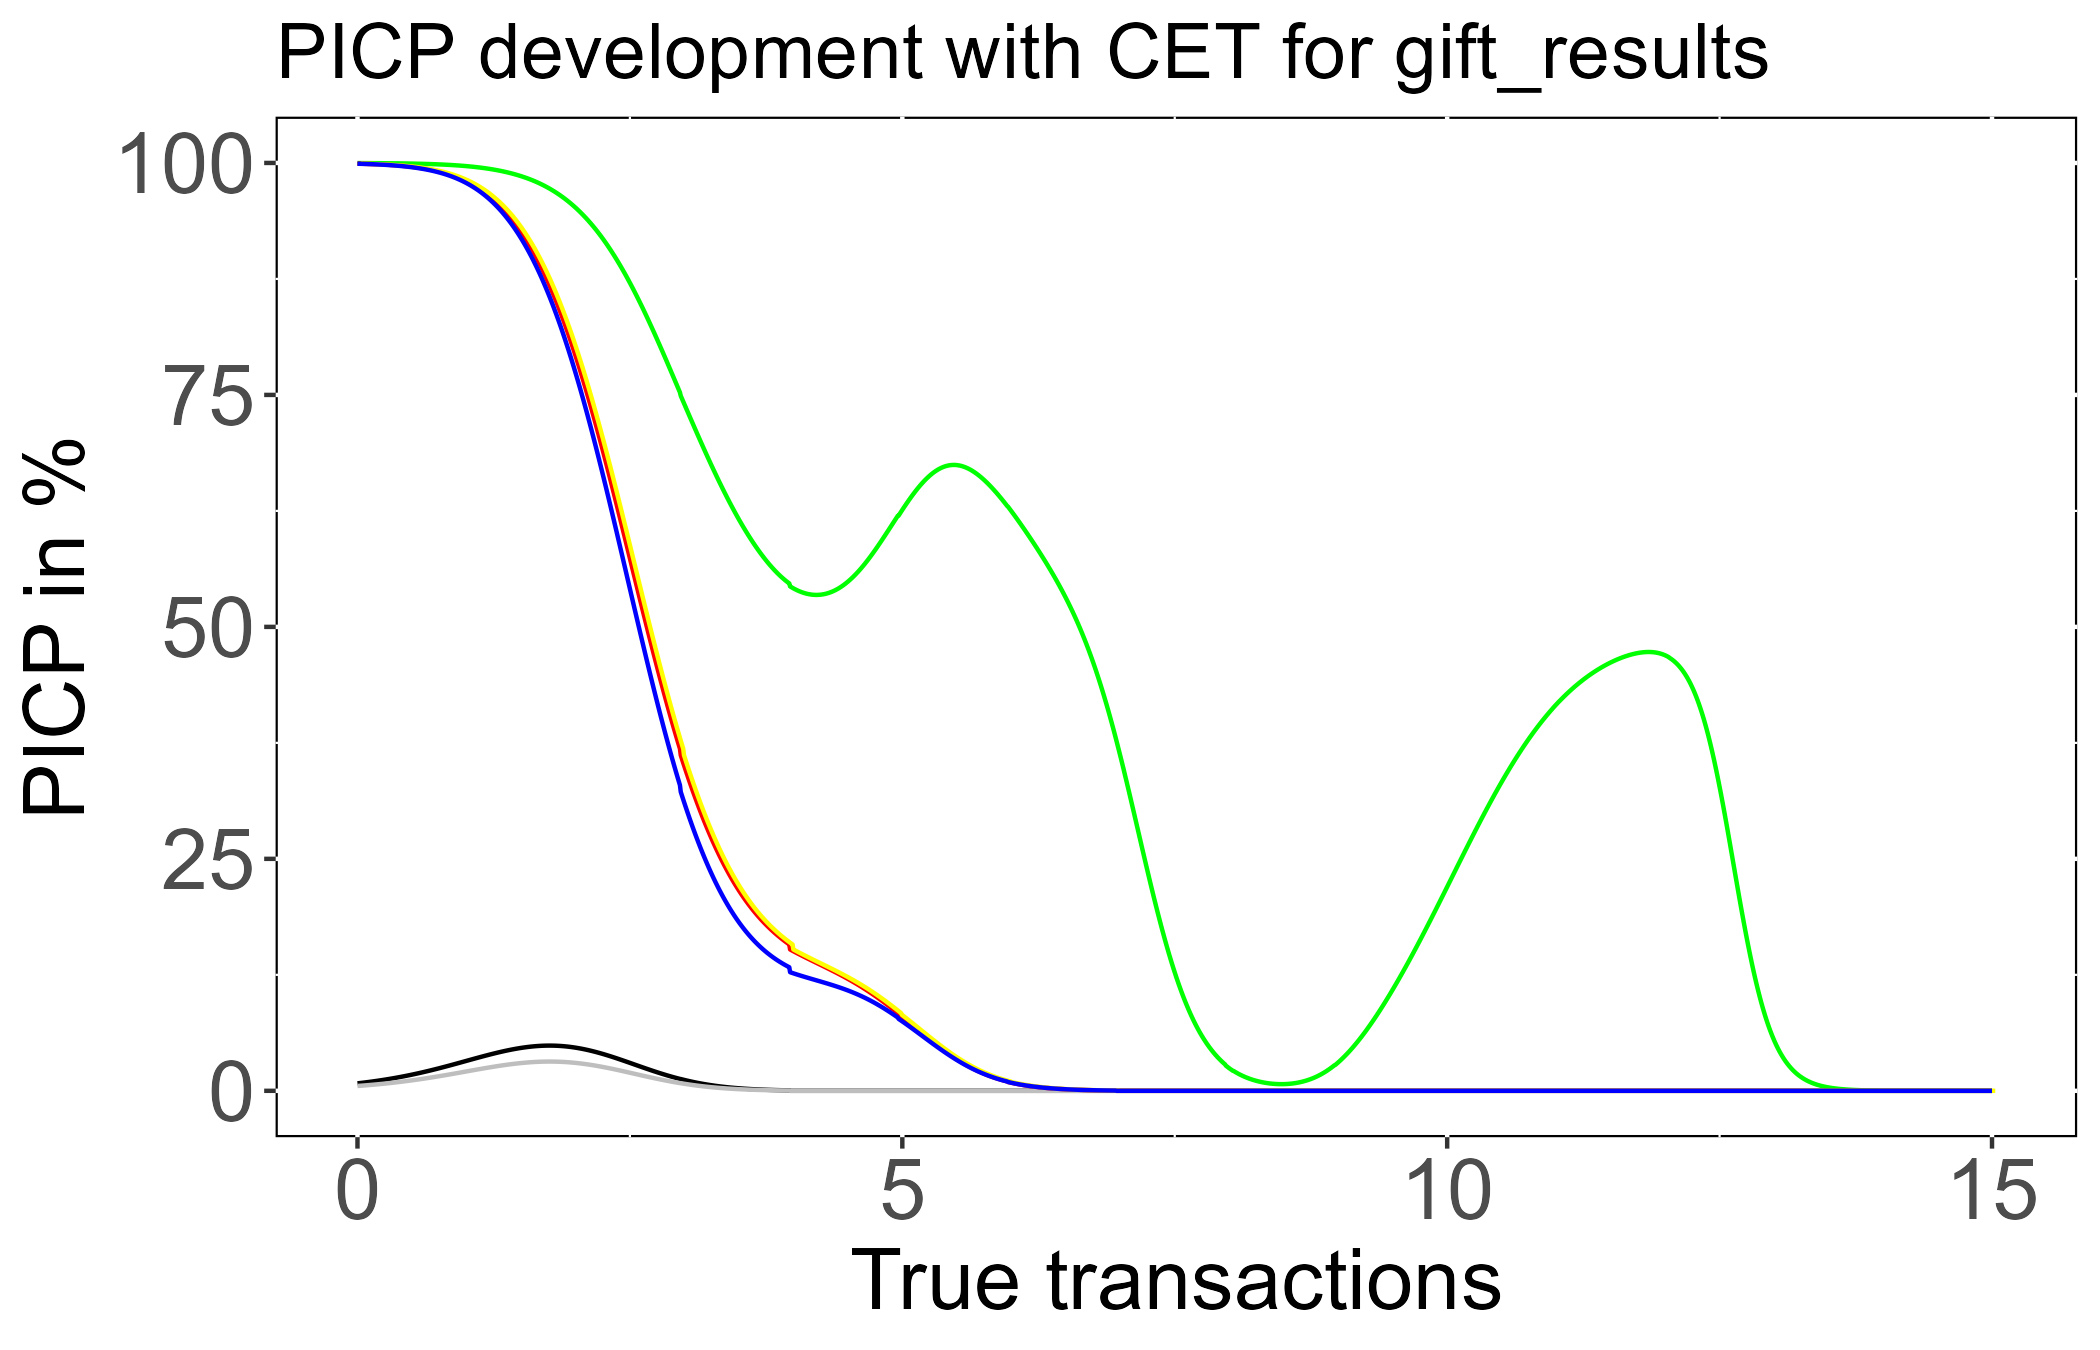 PICP development with CET for gift_results
PICP in %
100
75
50
25
0
0 5 10 15
True transactions